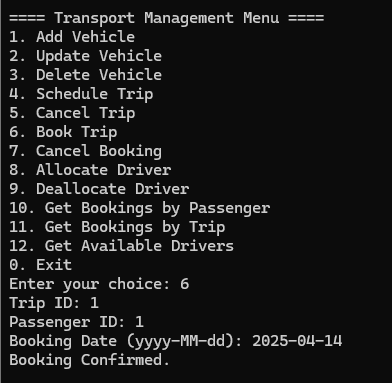 ==== Transport Management Menu ====
1. Add Vehicle
2. Update Vehicle
3. Delete Vehicle
4. Schedule Trip
5. Cancel Trip
6. Book Trip
7. Cancel Booking
8. Allocate Driver
9. Deallocate Driver
10. Get Bookings by Passenger
11. Get Bookings by Trip
12. Get Available Drivers
0. Exit
Enter your choice: 6
Trip ID: 1
Passenger ID: 1
Booking Date (yyyy-MM-dd): 2025-04-14
Booking Confirmed.